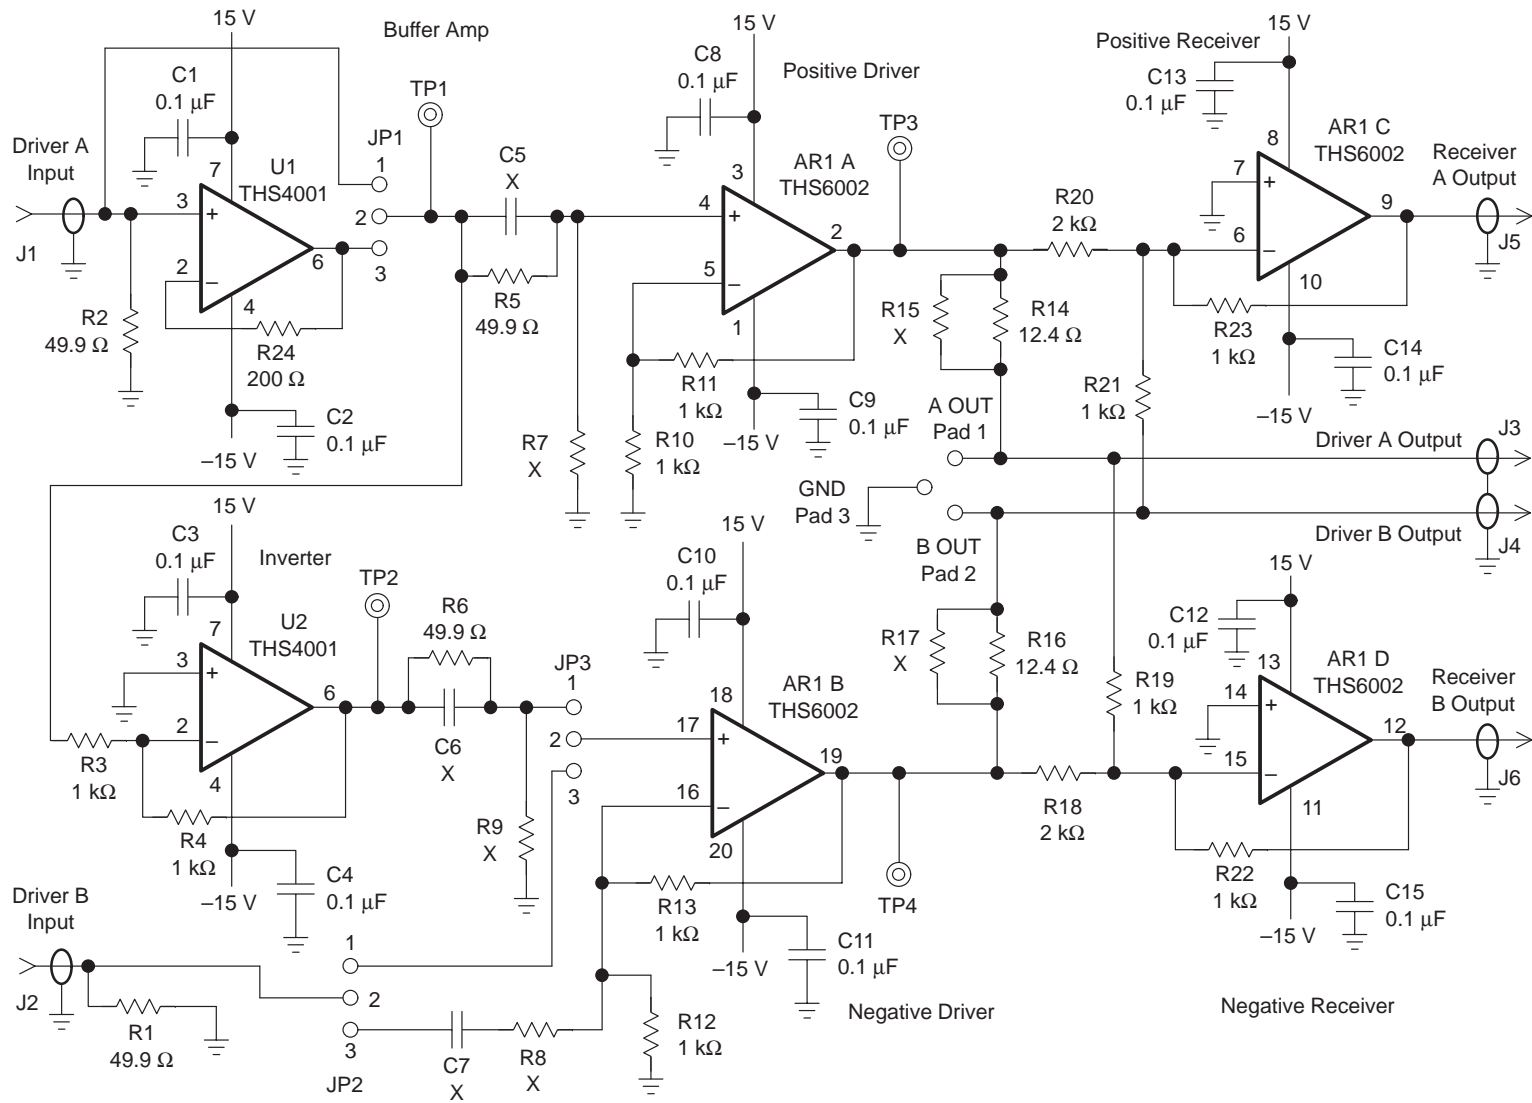 15 V
Buffer Amp
C1
0.1 μF
TP1
JP1
1
2
3
Driver A
Input
J1
7
U1
THS4001
3
+
2
–
6
4
R2
49.9 Ω
R24
200 Ω
C2
0.1 μF
–15 V
C5
X
R5
49.9 Ω
R7
X
15 V
C8
0.1 μF
Positive Driver
3
AR1 A
THS6002
4
+
5
–
2
1
R11
1 kΩ
R10
1 kΩ
C9
0.1 μF
–15 V
TP3
R20
2 kΩ
R15
X
R14
12.4 Ω
R21
1 kΩ
A OUT
Pad 1
GND
Pad 3
B OUT
Pad 2
15 V
Positive Receiver
C13
0.1 μF
8
AR1 C
THS6002
7
+
6
–
9
10
Receiver
A Output
J5
R23
1 kΩ
C14
0.1 μF
–15 V
Driver A Output
J3
Driver B Output
J4
15 V
C3
0.1 μF
Inverter
TP2
7
U2
THS4001
3
+
2
–
6
4
R3
1 kΩ
R4
1 kΩ
C4
0.1 μF
–15 V
R6
49.9 Ω
C6
X
R9
X
JP3
1
2
3
15 V
C10
0.1 μF
18
AR1 B
THS6002
17
+
16
–
19
20
R13
1 kΩ
–15 V
C11
0.1 μF
Negative Driver
TP4
R17
X
R16
12.4 Ω
R19
1 kΩ
R18
2 kΩ
15 V
C12
0.1 μF
13
AR1 D
THS6002
14
+
15
–
12
11
Receiver
B Output
J6
R22
1 kΩ
C15
0.1 μF
–15 V
Negative Receiver
Driver B
Input
J2
R1
49.9 Ω
1
2
3
JP2
C7
X
R8
X
R12
1 kΩ